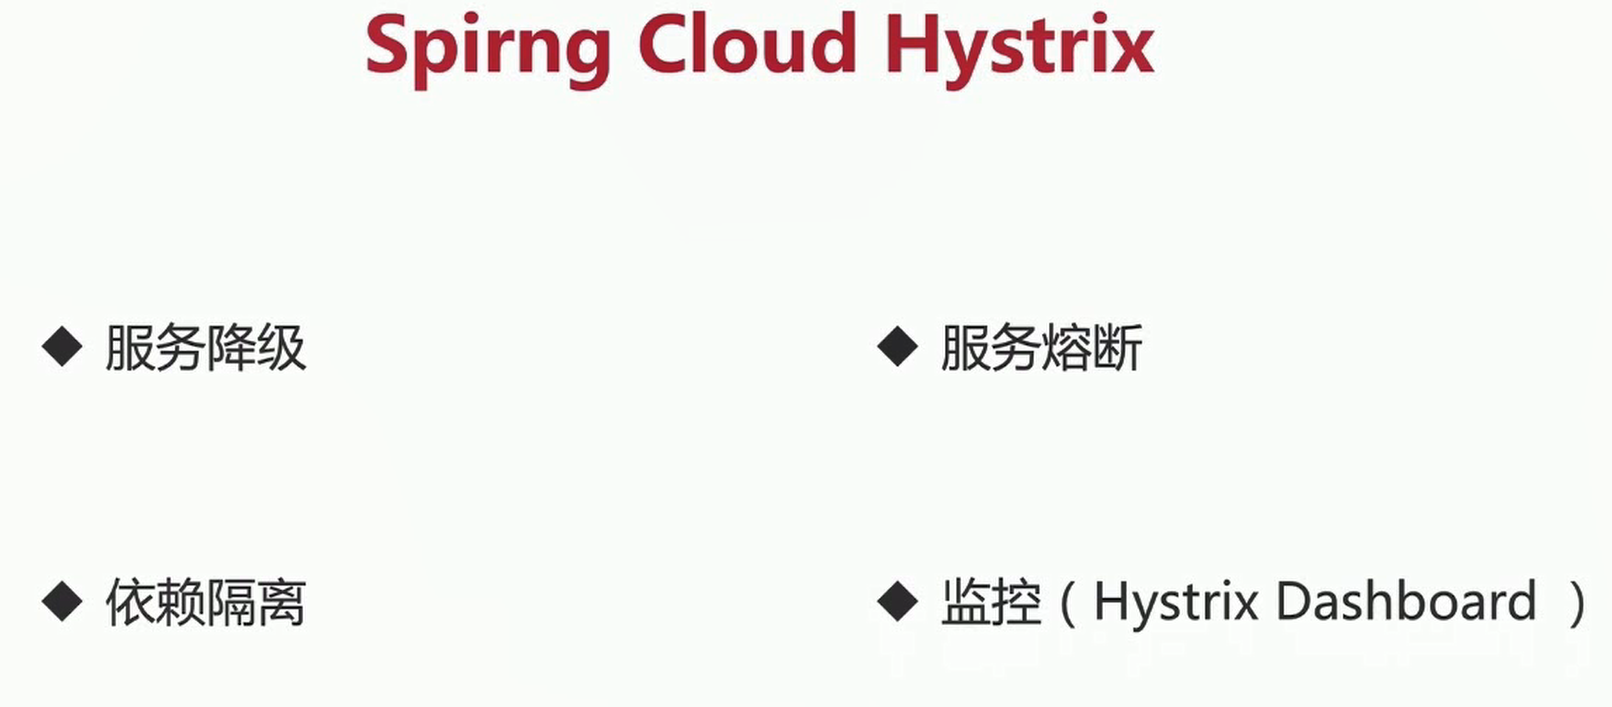 Spirng Cloud Hystrix
◆ 服务降级
◆ 服务熔断
◆ 依赖隔离
◆ 监控（Hystrix Dashboard ）